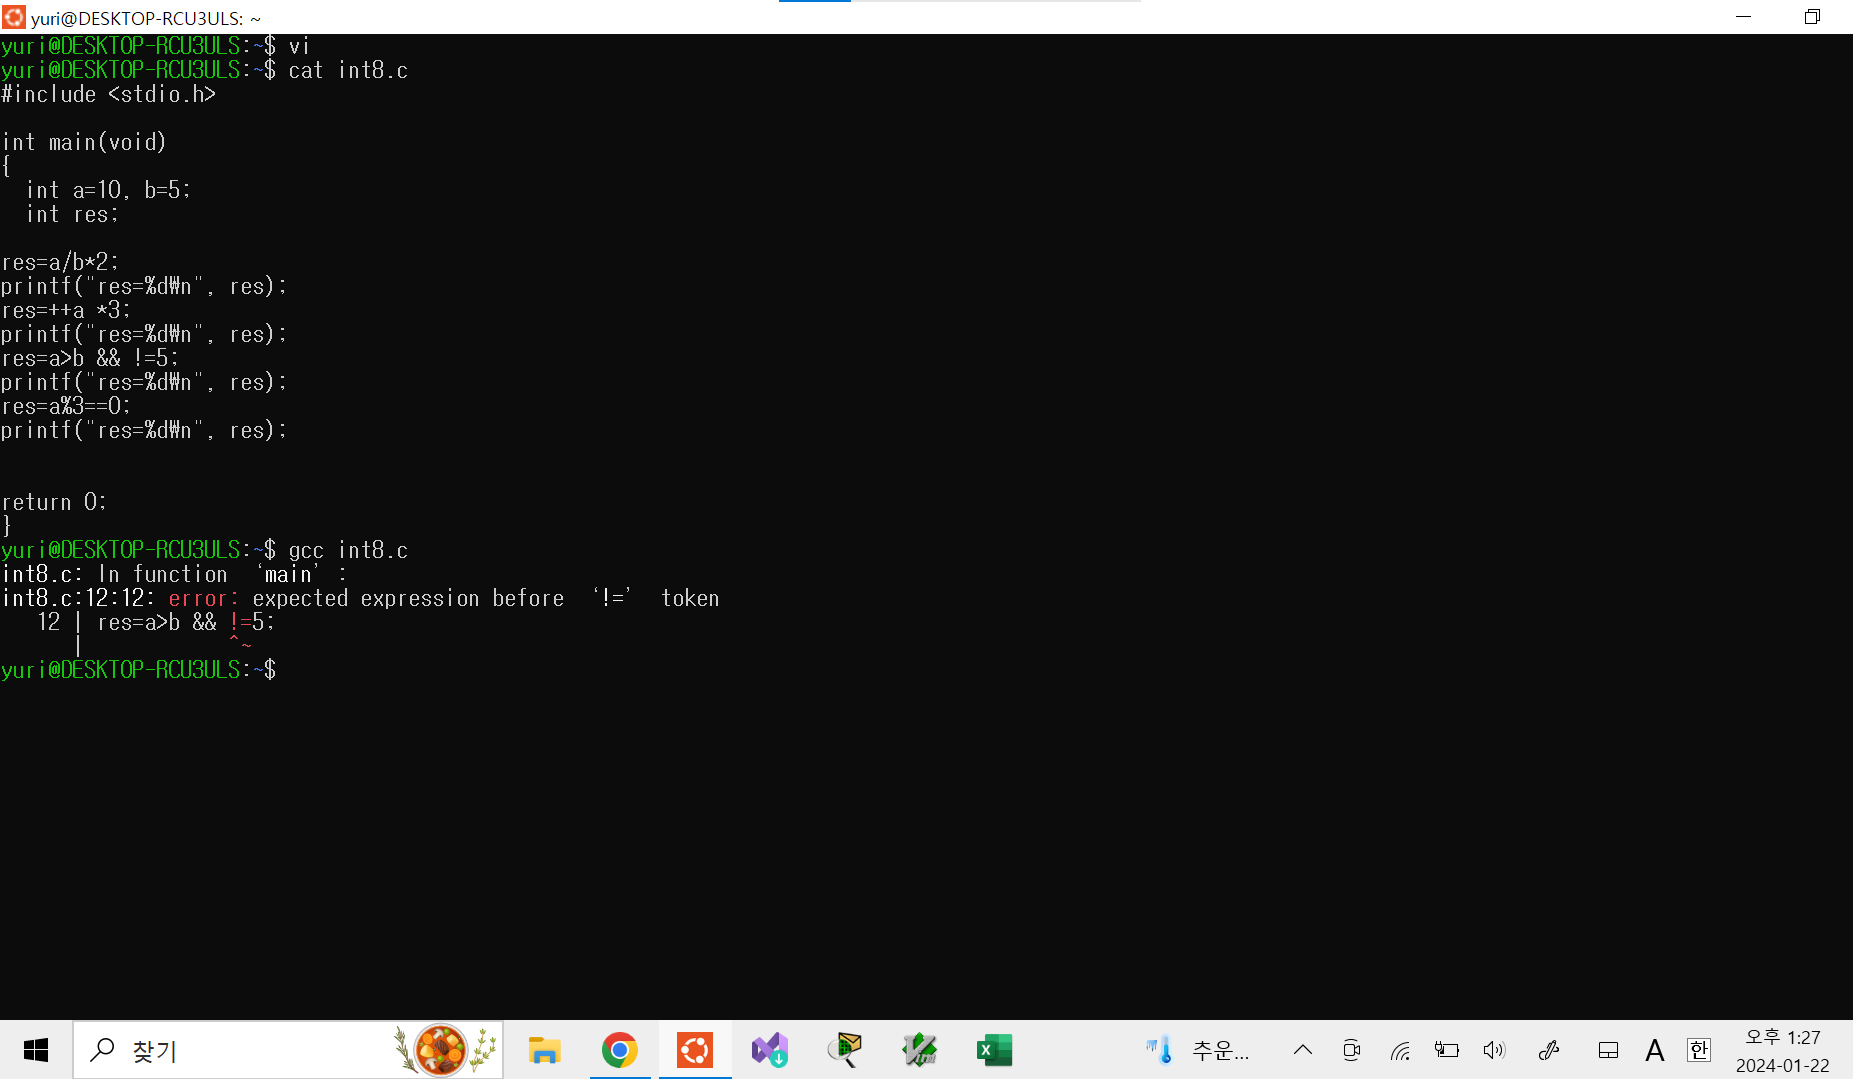 yuri@DESKTOP-RCU3ULS: ~
yuri@DESKTOP-RCU3ULS:~$ vi
yuri@DESKTOP-RCU3ULS:~$ cat int8.c
#include <stdio.h>
int main(void)
{
  int a=10, b=5;
  int res;
res=a/b*2;
printf("res=%d₩n", res);
res=++a *3;
printf("res=%d₩n", res);
res=a>b && !=5;
printf("res=%d₩n", res);
res=a%3==0;
printf("res=%d₩n", res);
return 0;
}
yuri@DESKTOP-RCU3ULS:~$ gcc int8.c
int8.c: In function ‘main’:
int8.c:12:12: error: expected expression before ‘!=’ token
   12 | res=a>b && !=5;
      |            ^~
yuri@DESKTOP-RCU3ULS:~$
찾기
추운...
A
한
오후 1:27
2024-01-22